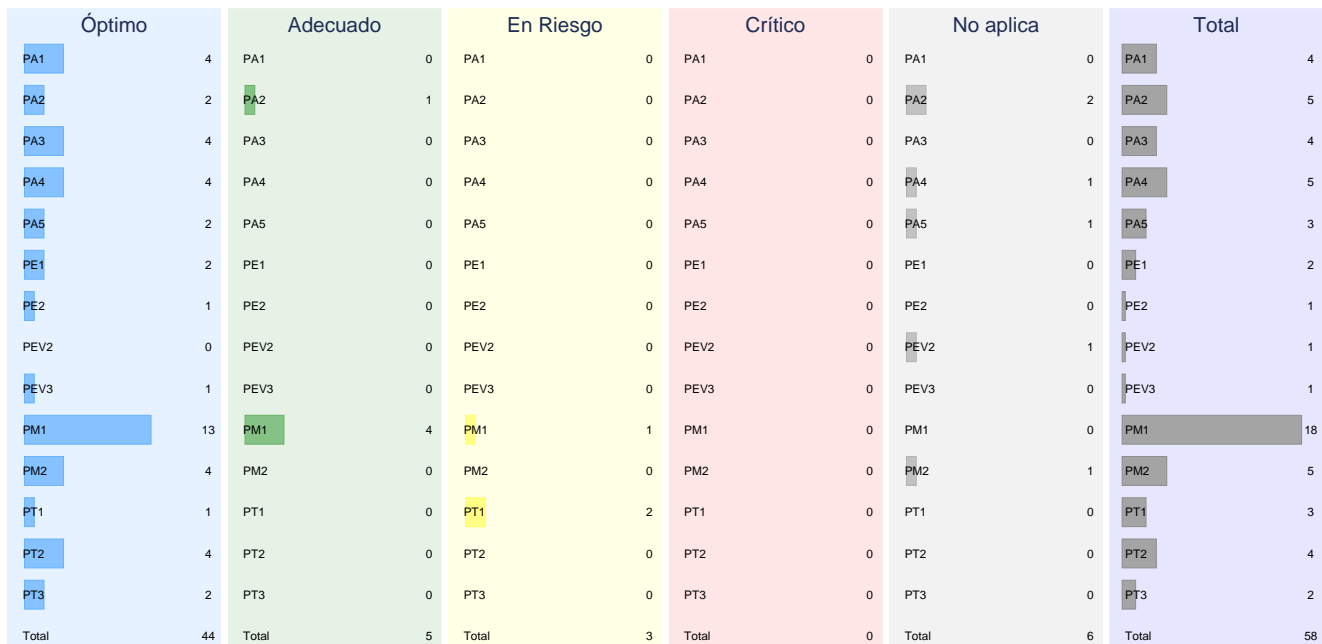 Óptimo Adecuado En Riesgo Crítico No aplica Total
PA1 4 PA1 0 PA1 0 PA1 0 PA1 0 PA1 4
PA2 2 PA2 1 PA2 0 PA2 0 PA2 2 PA2 5
PA3 4 PA3 0 PA3 0 PA3 0 PA3 0 PA3 4
PA4 4 PA4 0 PA4 0 PA4 0 PA4 1 PA4 5
PA5 2 PA5 0 PA5 0 PA5 0 PA5 1 PA5 3
PE1 2 PE1 0 PE1 0 PE1 0 PE1 0 PE1 2
PE2 1 PE2 0 PE2 0 PE2 0 PE2 0 PE2 1
PEV2 0 PEV2 0 PEV2 0 PEV2 0 PEV2 1 PEV2 1
PEV3 1 PEV3 0 PEV3 0 PEV3 0 PEV3 0 PEV3 1
PM1 13 PM1 4 PM1 1 PM1 0 PM1 0 PM1 18
PM2 4 PM2 0 PM2 0 PM2 0 PM2 1 PM2 5
PT1 1 PT1 0 PT1 2 PT1 0 PT1 0 PT1 3
PT2 4 PT2 0 PT2 0 PT2 0 PT2 0 PT2 4
PT3 2 PT3 0 PT3 0 PT3 0 PT3 0 PT3 2
Total 44 Total 5 Total 3 Total 0 Total 6 Total 58